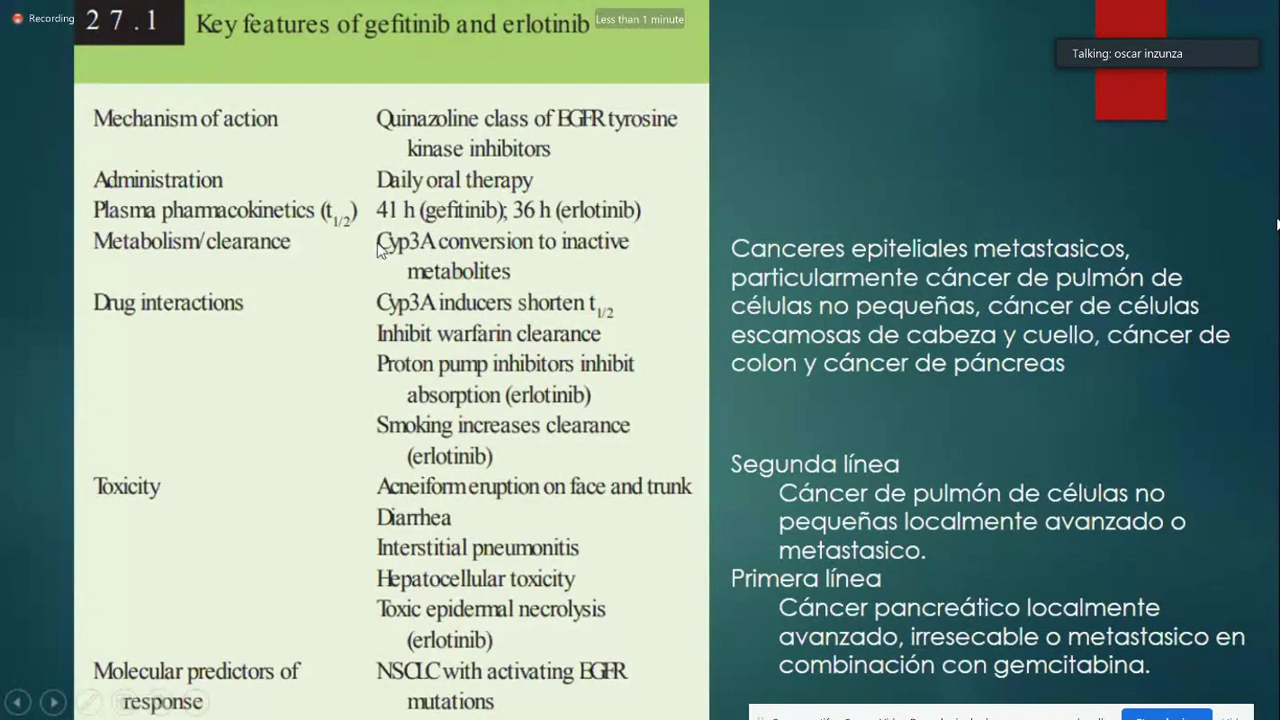 Recording
27.1 Key features of gefitinib and erlotinib
Less than 1 minute
Talking: oscar inzunza
Mechanism of action Quinazoline class of EGFR tyrosine
kinase inhibitors
Administration Daily oral therapy
Plasma pharmacokinetics (t1/2) 41 h (gefitinib); 36 h (erlotinib)
Metabolism/clearance Cyp3A conversion to inactive
metabolites
Drug interactions Cyp3A inducers shorten t1/2
Inhibit warfarin clearance
Proton pump inhibitors inhibit
absorption (erlotinib)
Smoking increases clearance
(erlotinib)
Toxicity Acneiform eruption on face and trunk
Diarrhea
Interstitial pneumonitis
Hepatocellular toxicity
Toxic epidermal necrolysis
(erlotinib)
Molecular predictors of NSCLC with activating EGFR
response mutations
Canceres epiteliales metastasicos,
particularmente cáncer de pulmón de
células no pequeñas, cáncer de células
escamosas de cabeza y cuello, cáncer de
colon y cáncer de páncreas
Segunda línea
Cáncer de pulmón de células no
pequeñas localmente avanzado o
metastasico.
Primera línea
Cáncer pancreático localmente
avanzado, irresecable o metastasico en
combinación con gemcitabina.